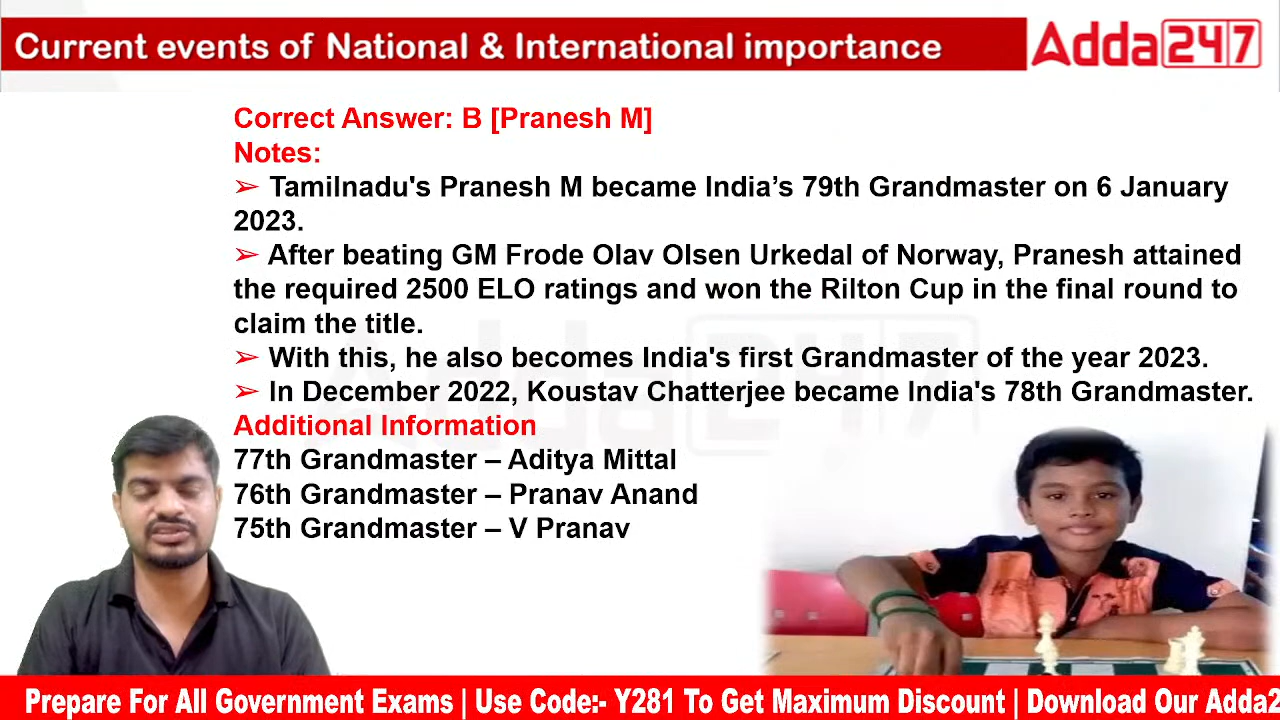 Current events of National & International importance
Adda247
Correct Answer: B [Pranesh M]
Notes:
➢ Tamilnadu's Pranesh M became India’s 79th Grandmaster on 6 January
2023.
➢ After beating GM Frode Olav Olsen Urkedal of Norway, Pranesh attained
the required 2500 ELO ratings and won the Rilton Cup in the final round to
claim the title.
➢ With this, he also becomes India's first Grandmaster of the year 2023.
➢ In December 2022, Koustav Chatterjee became India's 78th Grandmaster.
Additional Information
77th Grandmaster – Aditya Mittal
76th Grandmaster – Pranav Anand
75th Grandmaster – V Pranav
Adda247
Prepare For All Government Exams | Use Code:- Y281 To Get Maximum Discount | Download Our Adda2